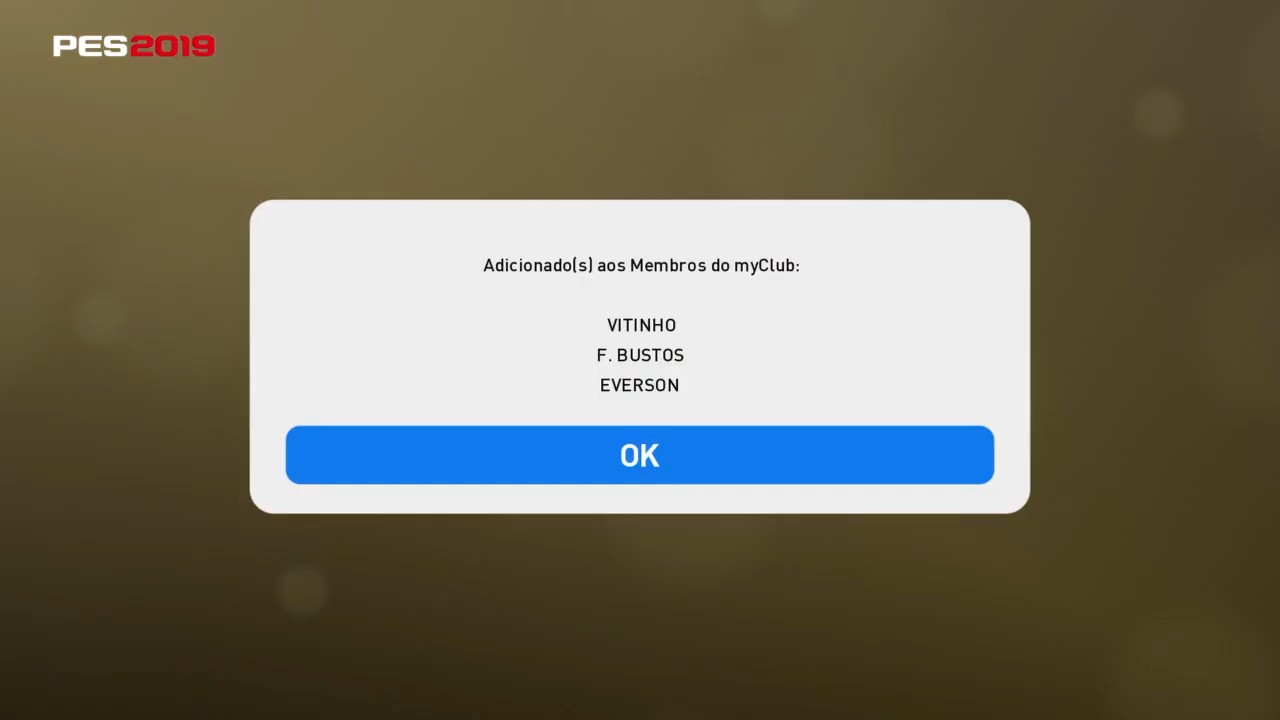 PES2019
Adicionado(s) aos Membros do myClub:
VITINHO
F. BUSTOS
EVERSON
OK